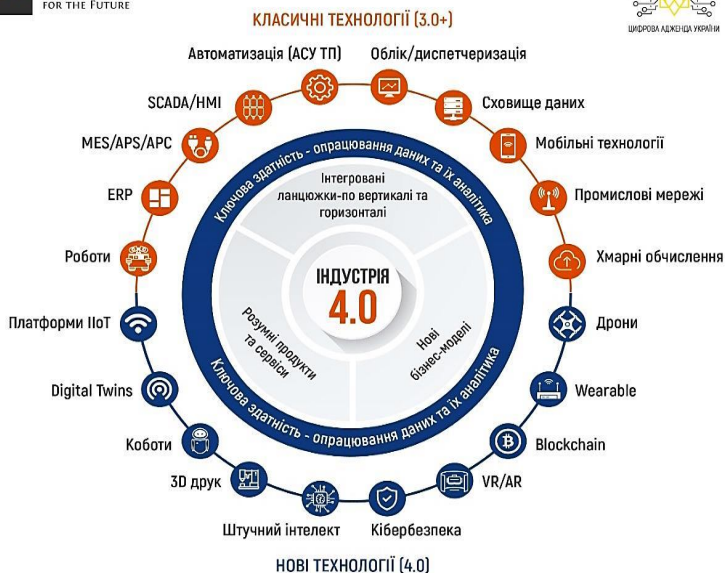 FOR THE FUTURE
ЦИФРОВА АДЖЕНДА УКРАЇНИ
КЛАСИЧНІ ТЕХНОЛОГІЇ (3.0+)
Автоматизація (АСУ ТП)
Облік/диспетчеризація
SCADA/HMI
Сховище даних
MES/APS/APC
Мобільні технології
ERP
Промислові мережі
Роботи
Хмарні обчислення
Ключова здатність - опрацювання даних та їх аналітика
Інтегровані
ланцюжки-по вертикалі та
горизонталі
ІНДУСТРІЯ
4.0
Розумні продукти
та сервіси
Нові
бізнес-моделі
Ключова здатність - опрацювання даних та їх аналітика
Платформи IIoT
Дрони
Digital Twins
Wearable
Коботи
Blockchain
3D друк
VR/AR
Штучний інтелект
Кібербезпека
НОВІ ТЕХНОЛОГІЇ (4.0)